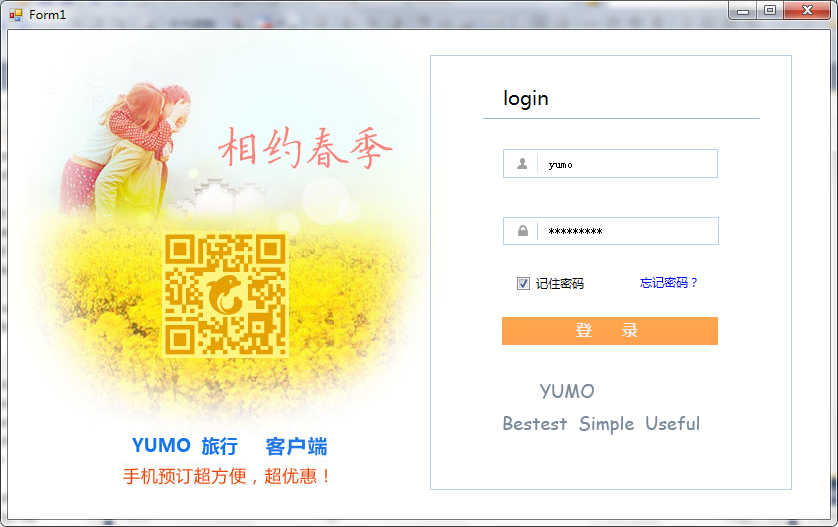 Form1
相约春季
YUMO 旅行 客户端
手机预订超方便，超优惠！
login
yumo
*********
记住密码 忘记密码？
登 录
YUMO
Bestest Simple Useful